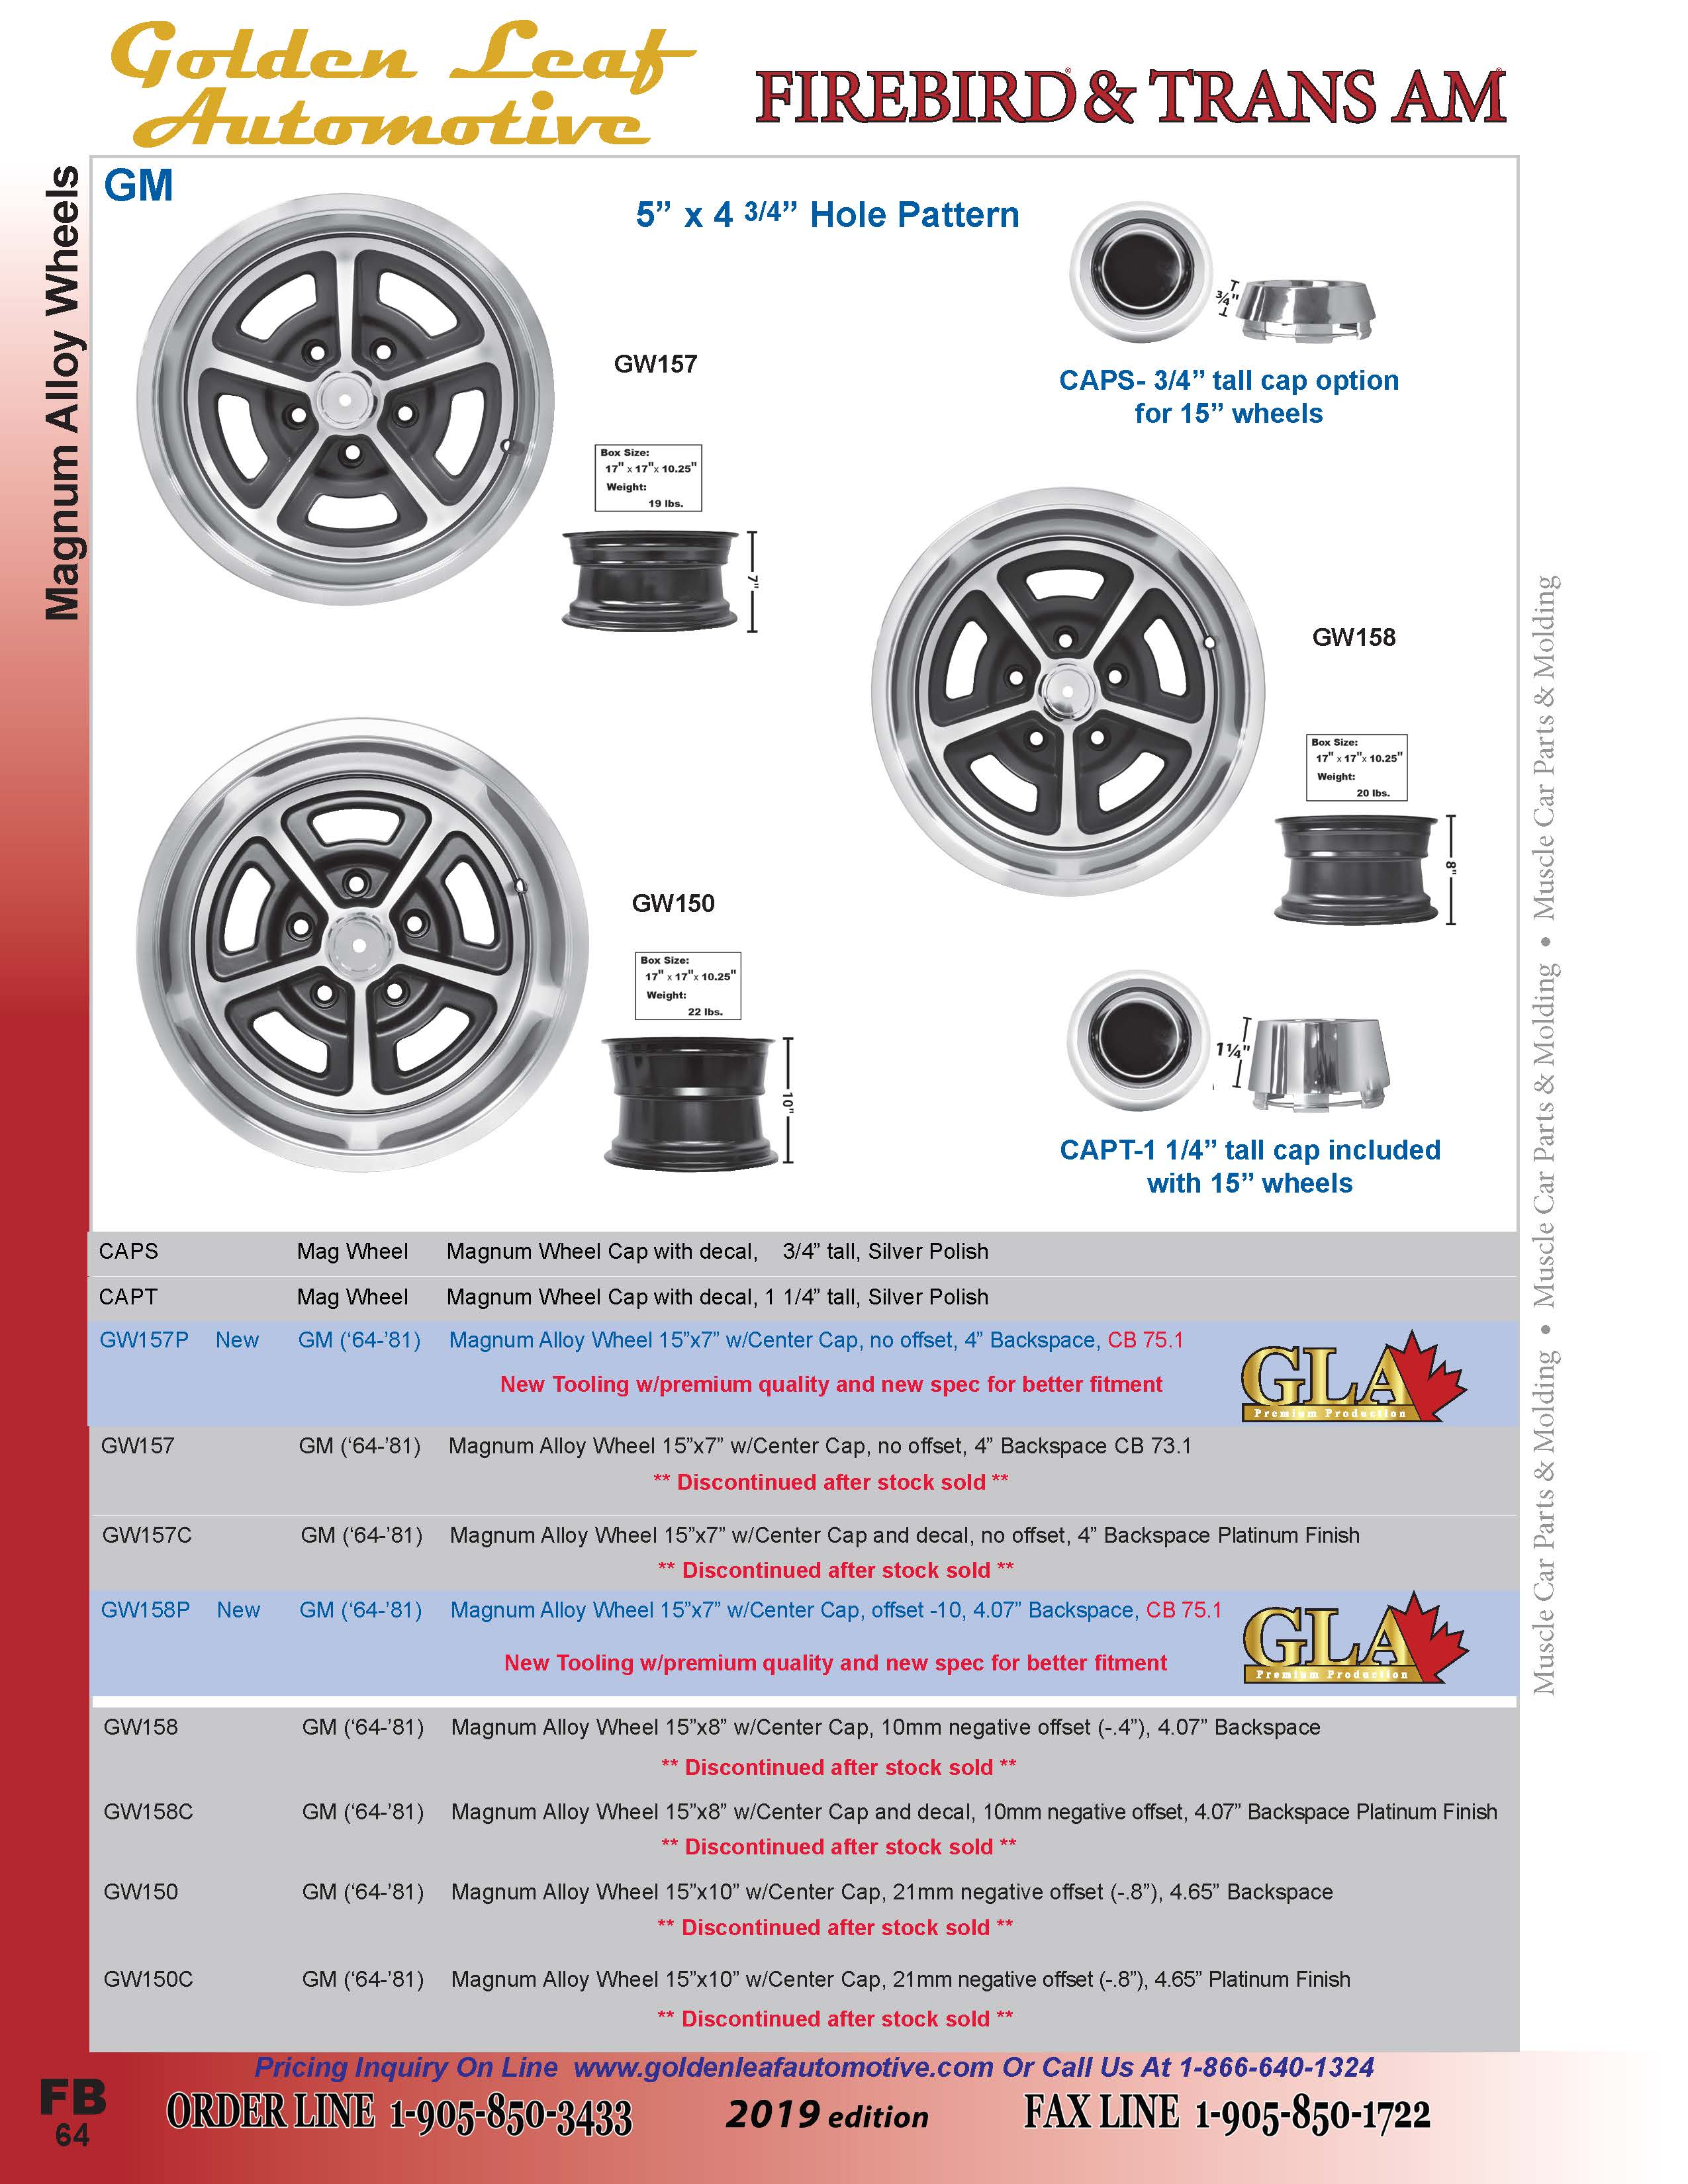 Golden Leaf
Automotive
FIREBIRD® & TRANS AM®
Magnum Alloy Wheels
GM
5” x 4 3/4” Hole Pattern
3/4"
GW157
CAPS- 3/4” tall cap option
for 15” wheels
Box Size:
17" x 17"x 10.25"
Weight:
19 lbs.
7"
GW158
Box Size:
17" x 17"x 10.25"
Weight:
20 lbs.
8"
GW150
Box Size:
17" x 17"x 10.25"
Weight:
22 lbs.
10"
1¼"
CAPT-1 1/4” tall cap included
with 15” wheels
CAPS Mag Wheel Magnum Wheel Cap with decal, 3/4” tall, Silver Polish
CAPT Mag Wheel Magnum Wheel Cap with decal, 1 1/4” tall, Silver Polish
GW157P New GM (‘64-’81) Magnum Alloy Wheel 15”x7” w/Center Cap, no offset, 4” Backspace, CB 75.1
New Tooling w/premium quality and new spec for better fitment
GLA
Premium Production
GW157 GM (‘64-’81) Magnum Alloy Wheel 15”x7” w/Center Cap, no offset, 4” Backspace CB 73.1
** Discontinued after stock sold **
GW157C GM (‘64-’81) Magnum Alloy Wheel 15”x7” w/Center Cap and decal, no offset, 4” Backspace Platinum Finish
** Discontinued after stock sold **
GW158P New GM (‘64-’81) Magnum Alloy Wheel 15”x7” w/Center Cap, offset -10, 4.07” Backspace, CB 75.1
New Tooling w/premium quality and new spec for better fitment
GLA
Premium Production
GW158 GM (‘64-’81) Magnum Alloy Wheel 15”x8” w/Center Cap, 10mm negative offset (-.4”), 4.07” Backspace
** Discontinued after stock sold **
GW158C GM (‘64-’81) Magnum Alloy Wheel 15”x8” w/Center Cap and decal, 10mm negative offset, 4.07” Backspace Platinum Finish
** Discontinued after stock sold **
GW150 GM (‘64-’81) Magnum Alloy Wheel 15”x10” w/Center Cap, 21mm negative offset (-.8”), 4.65” Backspace
** Discontinued after stock sold **
GW150C GM (‘64-’81) Magnum Alloy Wheel 15”x10” w/Center Cap, 21mm negative offset (-.8”), 4.65” Platinum Finish
** Discontinued after stock sold **
Muscle Car Parts & Molding • Muscle Car Parts & Molding • Muscle Car Parts & Molding
Pricing Inquiry On Line www.goldenleafautomotive.com Or Call Us At 1-866-640-1324
FB
64
ORDER LINE 1-905-850-3433
2019 edition
FAX LINE 1-905-850-1722